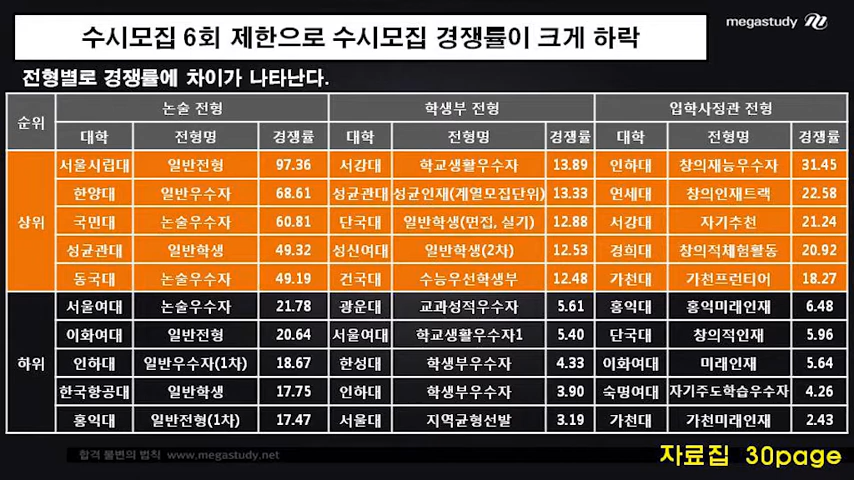 megastudy
수시모집 6회 제한으로 수시모집 경쟁률이 크게 하락
전형별로 경쟁률에 차이가 나타난다.
순위 논술 전형 학생부 전형 입학사정관 전형
대학 전형명 경쟁률 대학 전형명 경쟁률 대학 전형명 경쟁률
상위 서울시립대 일반전형 97.36 서강대 학교생활우수자 13.89 인하대 창의재능우수자 31.45
한양대 일반우수자 68.61 성균관대 성균인재(계열모집단위) 13.33 연세대 창의인재트랙 22.58
국민대 논술우수자 60.81 단국대 일반학생(면접, 실기) 12.88 서강대 자기추천 21.24
성균관대 일반학생 49.32 성신여대 일반학생(2차) 12.53 경희대 창의적체험활동 20.92
동국대 논술우수자 49.19 건국대 수능우선학생부 12.48 가천대 가천프런티어 18.27
하위 서울여대 논술우수자 21.78 광운대 교과성적우수자 5.61 홍익대 홍익미래인재 6.48
이화여대 일반전형 20.64 서울여대 학교생활우수자1 5.40 단국대 창의적인재 5.96
인하대 일반우수자(1차) 18.67 한성대 학생부우수자 4.33 이화여대 미래인재 5.64
한국항공대 일반학생 17.75 인하대 학생부우수자 3.90 숙명여대 자기주도학습우수자 4.26
홍익대 일반전형(1차) 17.47 서울대 지역균형선발 3.19 가천대 가천미래인재 2.43
합격 불변의 법칙 www.megastudy.net
자료집 30page